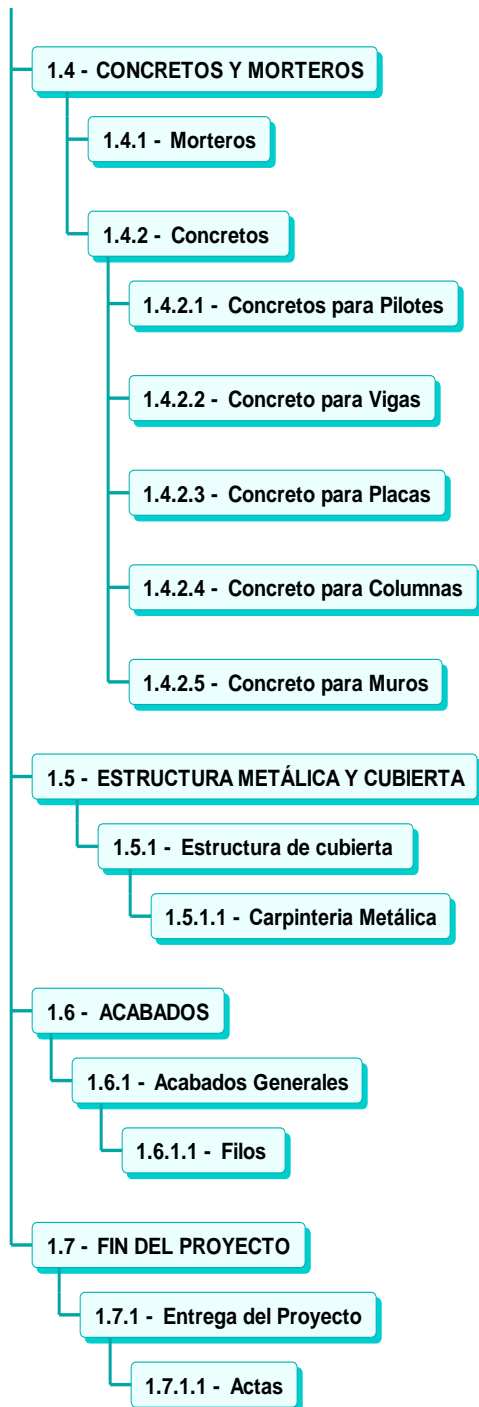 1.4 - CONCRETOS Y MORTEROS
1.4.1 - Morteros
1.4.2 - Concretos
1.4.2.1 - Concretos para Pilotes
1.4.2.2 - Concreto para Vigas
1.4.2.3 - Concreto para Placas
1.4.2.4 - Concreto para Columnas
1.4.2.5 - Concreto para Muros
1.5 - ESTRUCTURA METÁLICA Y CUBIERTA
1.5.1 - Estructura de cubierta
1.5.1.1 - Carpinteria Metálica
1.6 - ACABADOS
1.6.1 - Acabados Generales
1.6.1.1 - Filos
1.7 - FIN DEL PROYECTO
1.7.1 - Entrega del Proyecto
1.7.1.1 - Actas